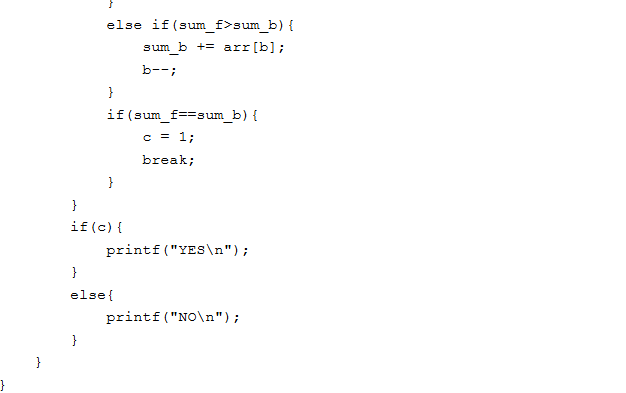 }
else if(sum_f>sum_b){
sum_b += arr[b];
b--;
}
if(sum_f==sum_b){
c = 1;
break;
}
}
if(c){
printf("YES\n");
}
else{
printf("NO\n");
}
}
}